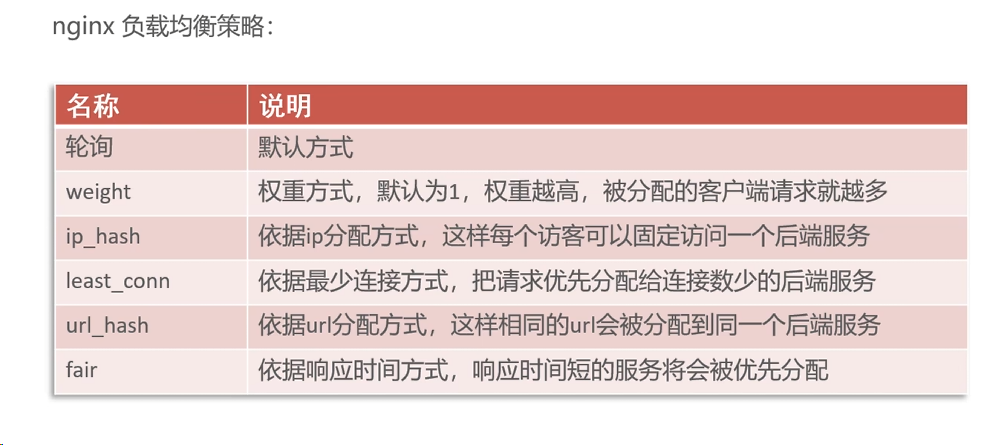 nginx 负载均衡策略：
名称 说明
轮询 默认方式
weight 权重方式，默认为1，权重越高，被分配的客户端请求就越多
ip_hash 依据ip分配方式，这样每个访客可以固定访问一个后端服务
least_conn 依据最少连接方式，把请求优先分配给连接数少的后端服务
url_hash 依据url分配方式，这样相同的url会被分配到同一个后端服务
fair 依据响应时间方式，响应时间短的服务将会被优先分配